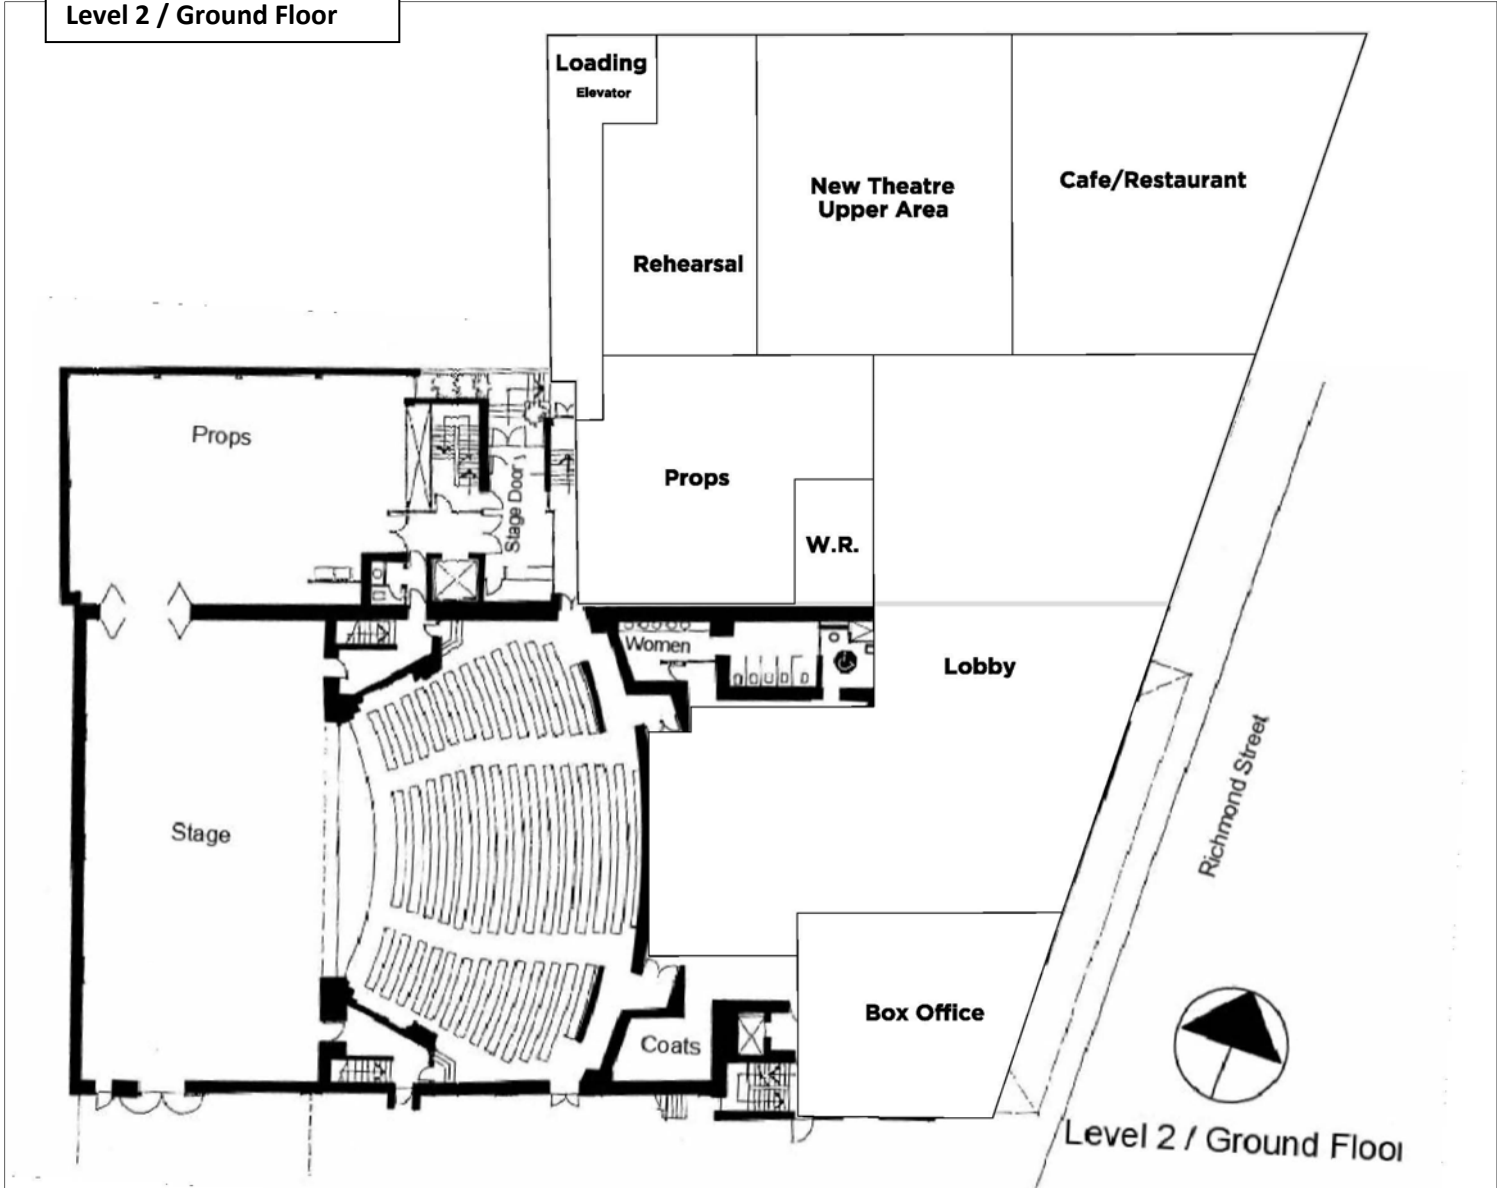 Level 2 / Ground Floor
Loading
Elevator
New Theatre
Upper Area
Cafe/Restaurant
Rehearsal
Props
Props
Stage Door
W.R.
Women
Lobby
Stage
Richmond Street
Box Office
Coats
Level 2 / Ground Floor